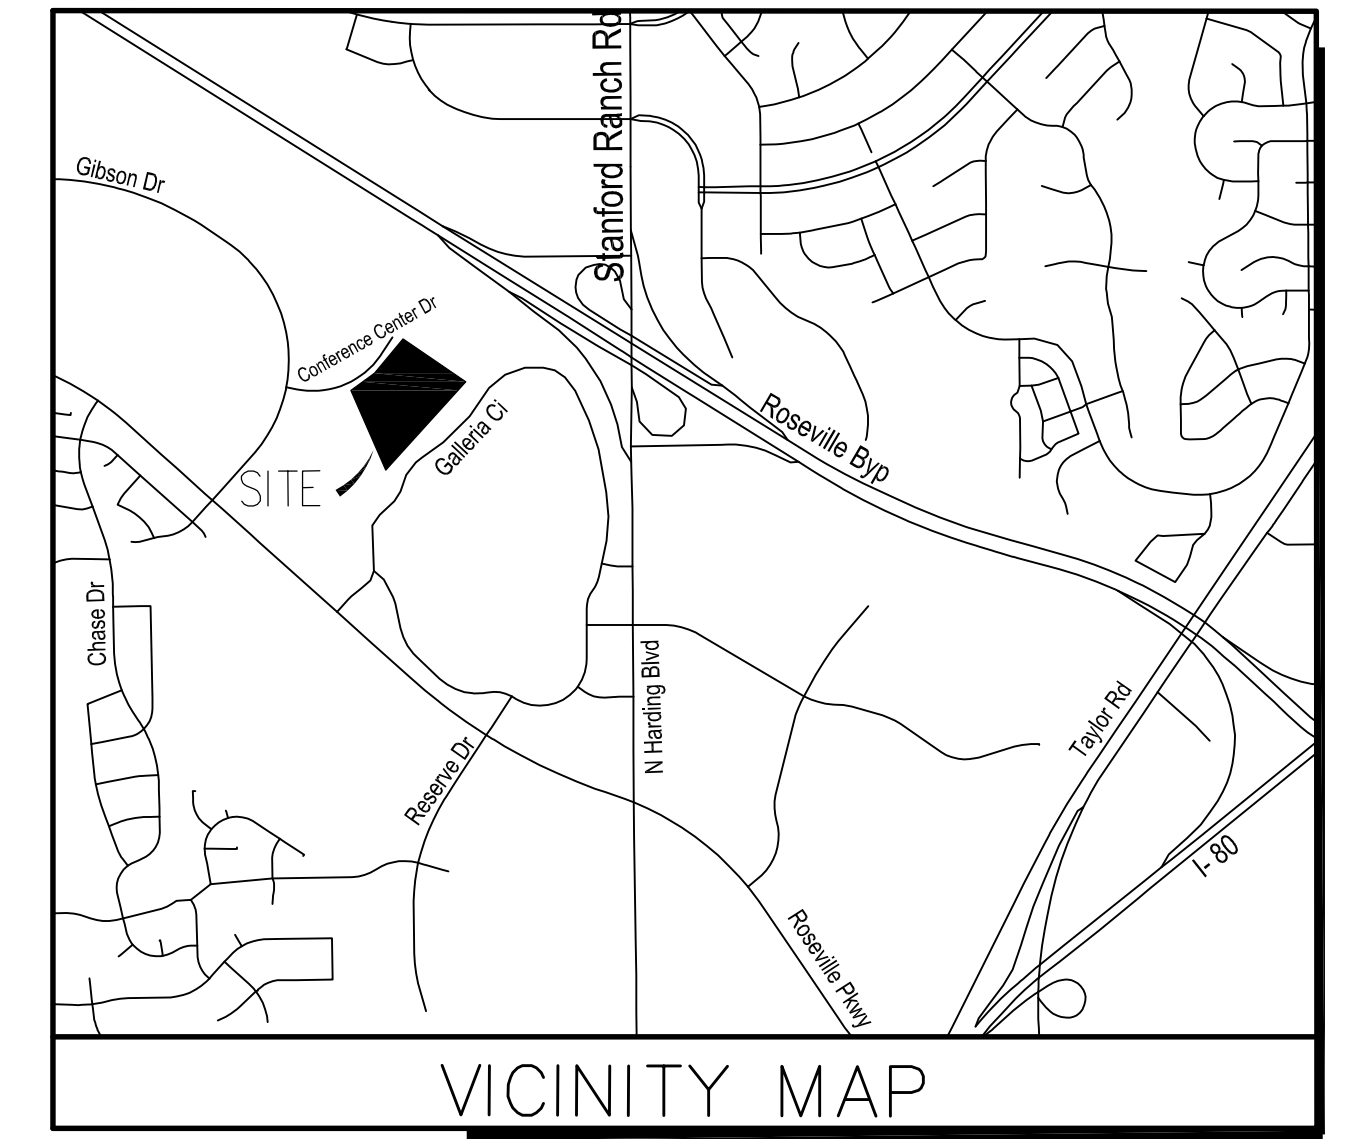 Stanford Ranch Rd
Gibson Dr
Conference Center Dr
Galleria Ci
Roseville Byp
SITE
Chase Dr
N Harding Blvd
Taylor Rd
Reserve Dr
I- 80
Roseville Pkwy
VICINITY MAP